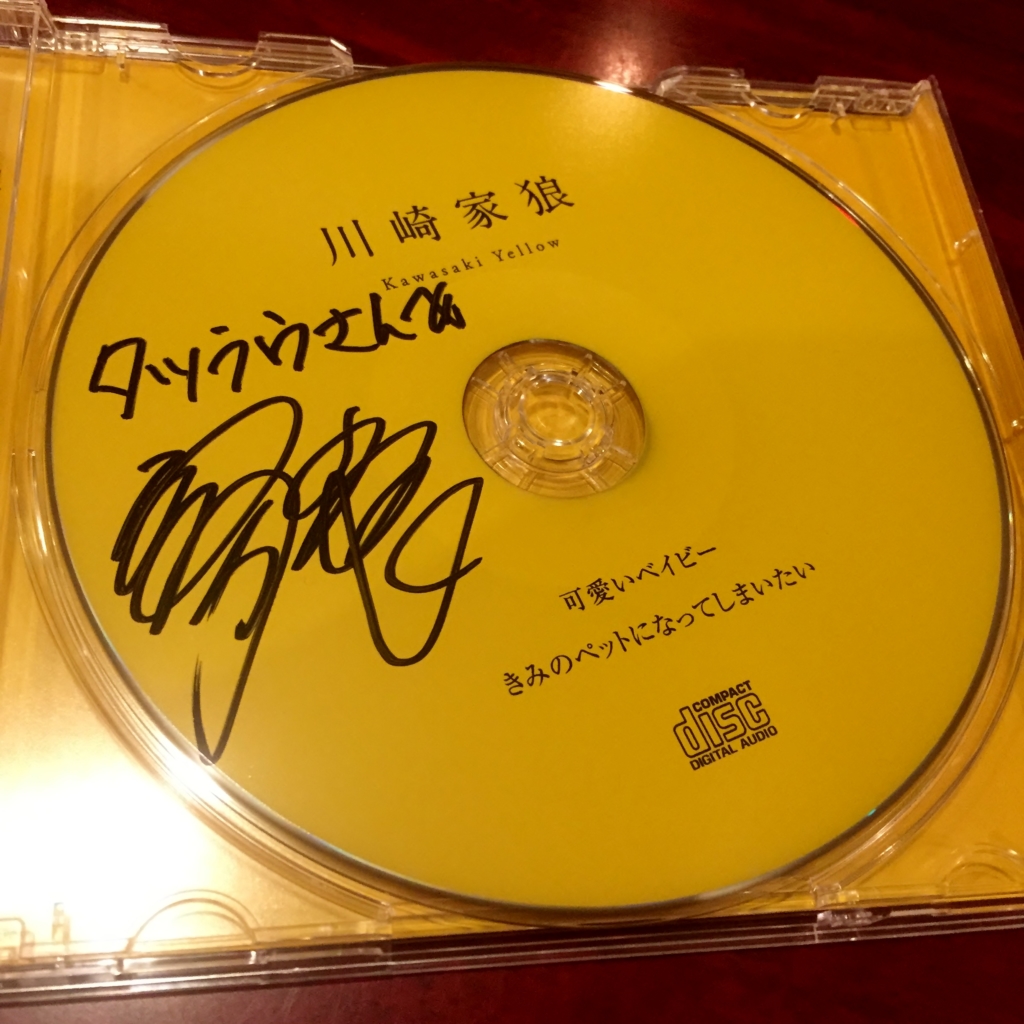 川崎家狼
Kawasaki Yellow
タツヲウさんへ
可愛いベイビー
きみのペットになってしまいたい
COMPACT
disc
DIGITAL AUDIO